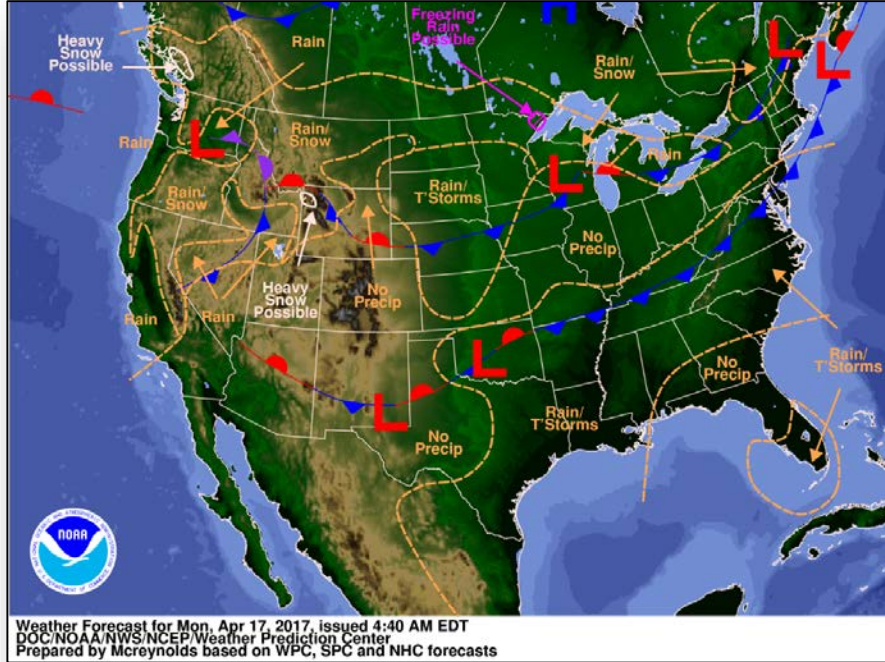 Heavy
Snow
Possible
Rain
Freezing
Rain
Possible
Rain/
Snow
Rain
Rain/
Snow
Rain
Rain/
Snow
Rain/
T'Storms
No
Precip
Heavy
Snow
Possible
No
Precip
Rain
Rain
No
Precip
Rain/
T'Storms
Rain/
T'Storms
No
Precip
NOAA
Weather Forecast for Mon, Apr 17, 2017, issued 4:40 AM EDT
DOC/NOAA/NWS/NCEP/Weather Prediction Center
Prepared by Mcreynolds based on WPC, SPC and NHC forecasts